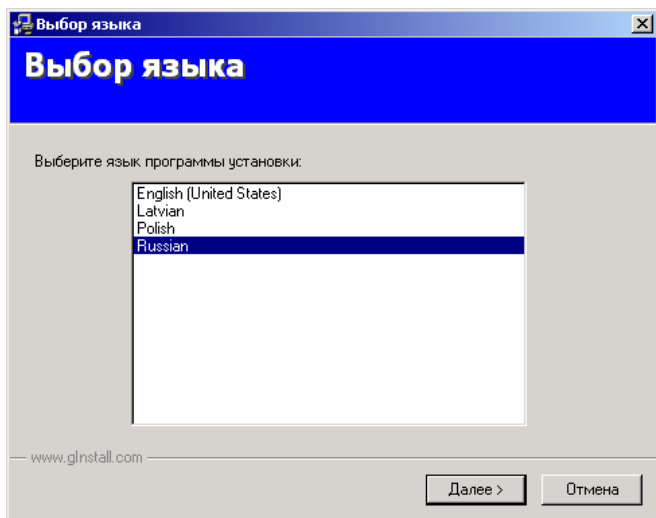 Выбор языка
Выбор языка
Выберите язык программы установки:
English (United States)
Latvian
Polish
Russian
www.gInstall.com
Далее >
Отмена